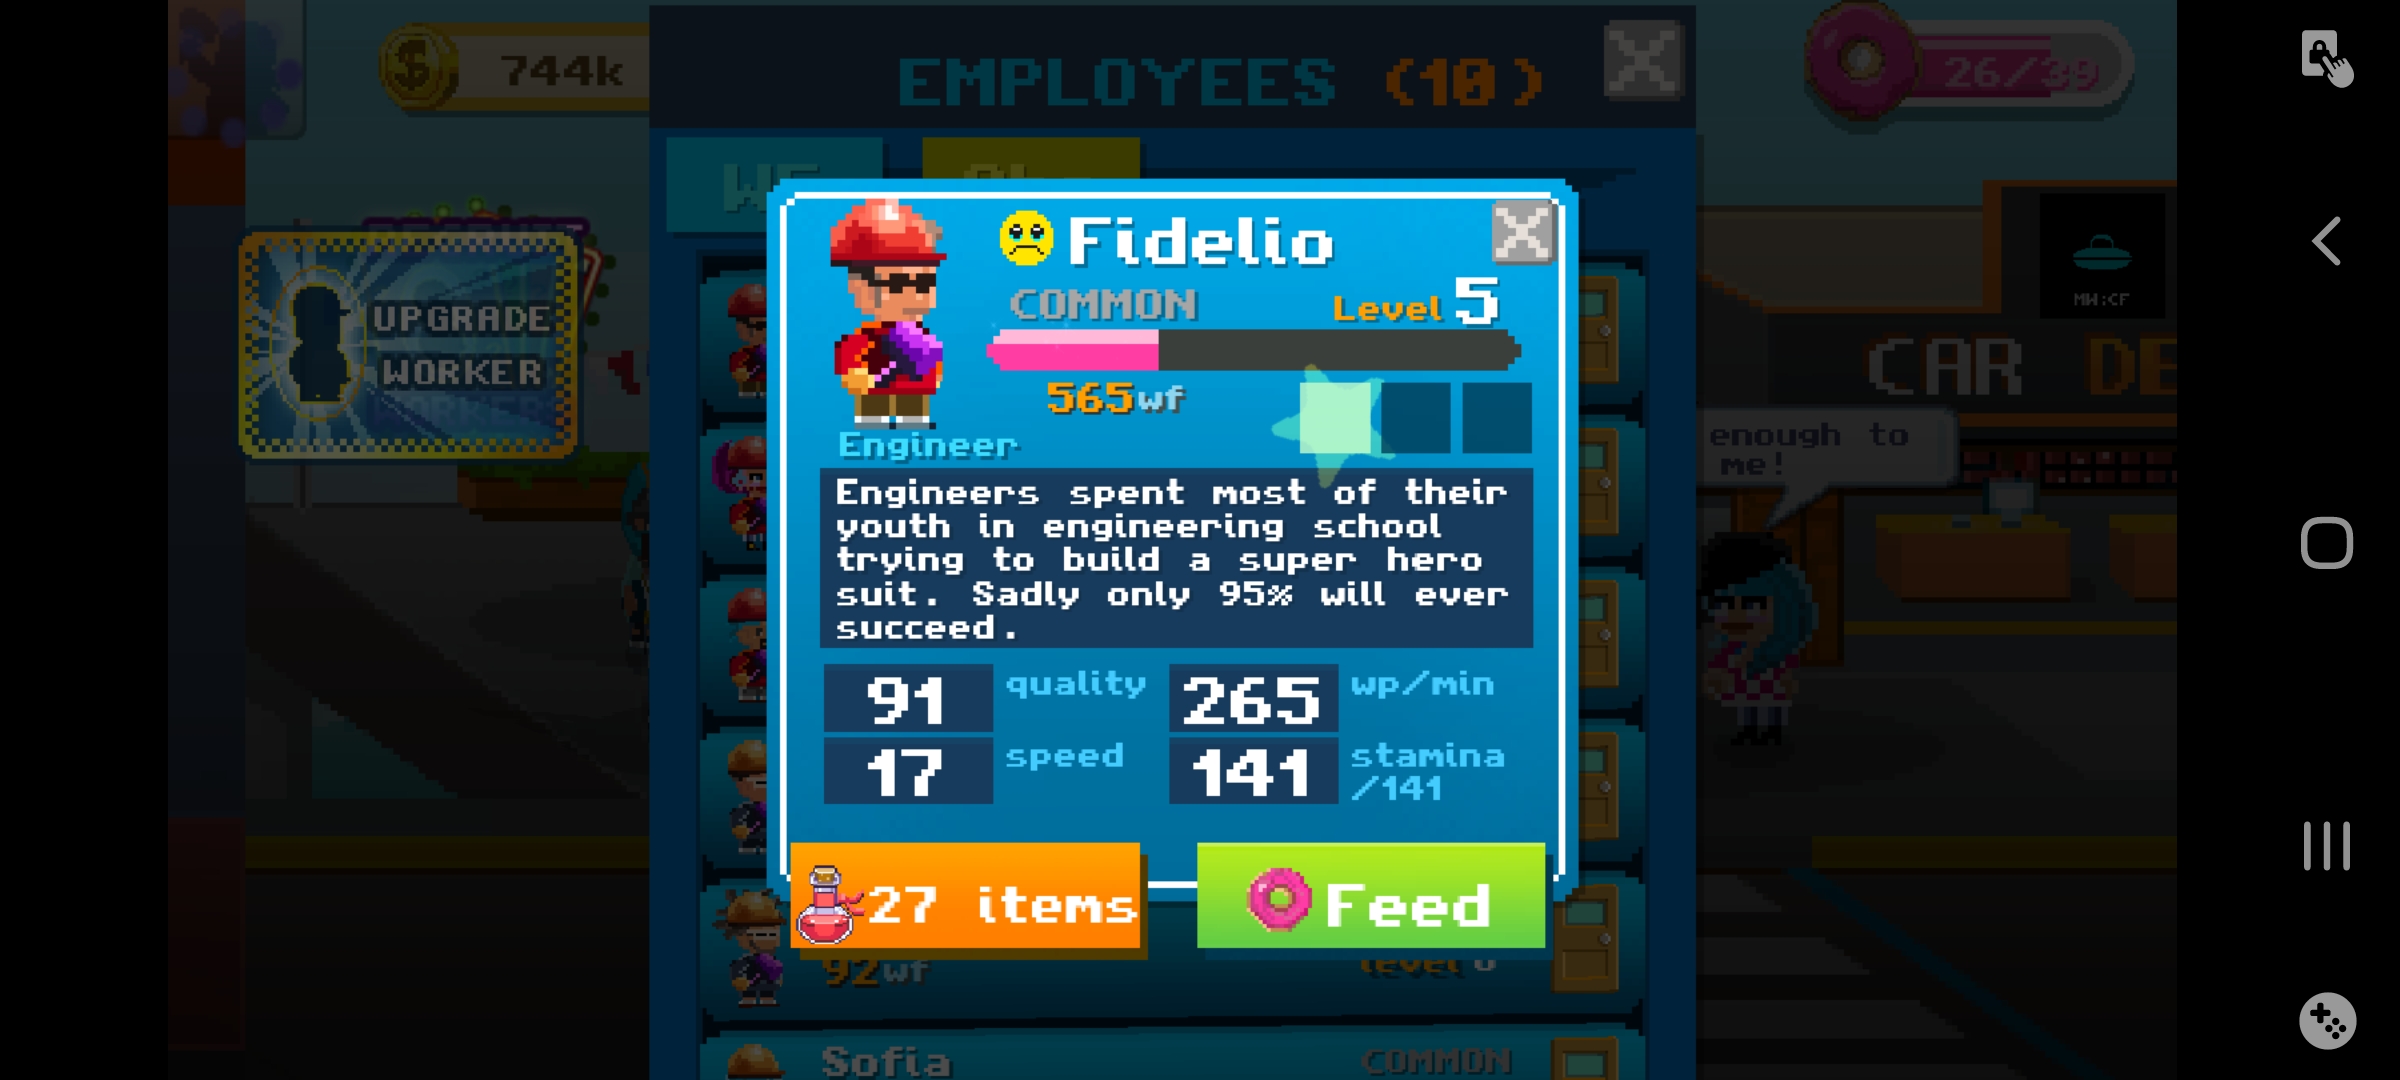 744k
EMPLOYEES (10)
26/39
Fidelio
COMMON
Level 5
565wf
Engineer
Engineers spent most of their
youth in engineering school
trying to build a super hero
suit. Sadly only 95% will ever
succeed.
91 quality
265 wp/min
17 speed
141 stamina
/141
27 items
Feed
UPGRADE
WORKER
MW:CF
CAR
enough to
me!
92wf
level
Sofia
COMMON